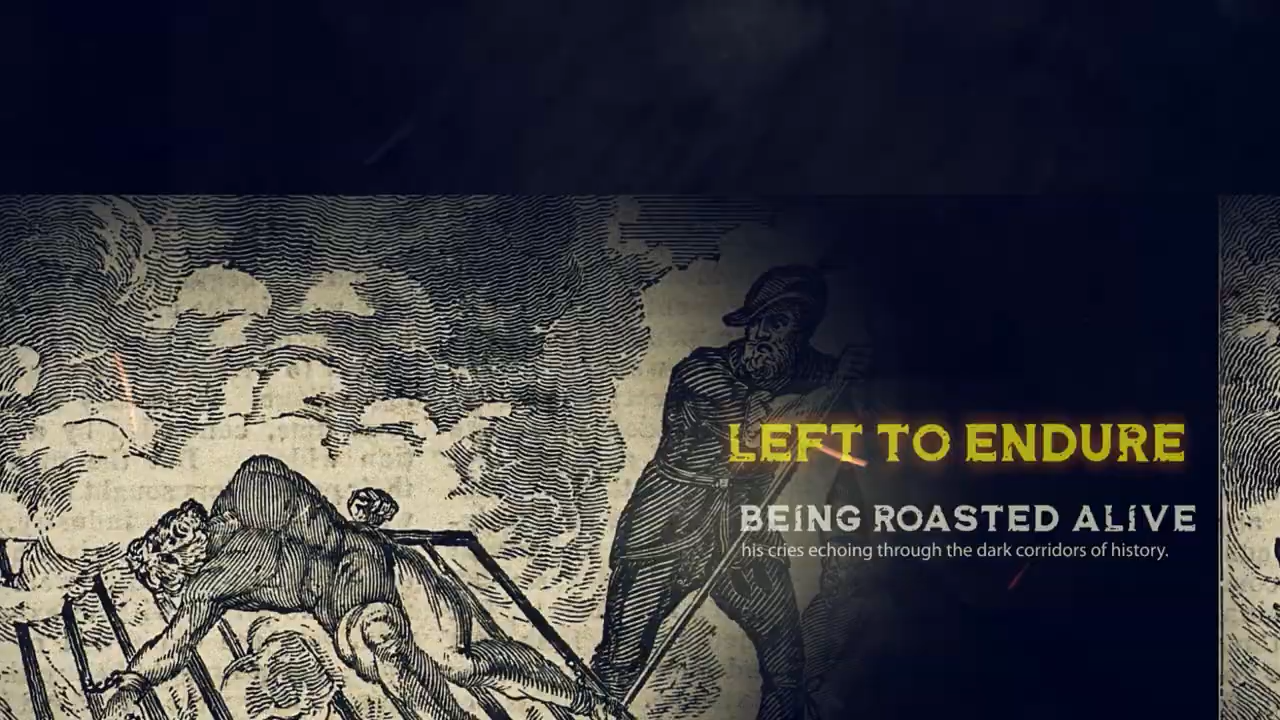 LEFT TO ENDURE
BEING ROASTED ALIVE
his cries echoing through the dark corridors of history.